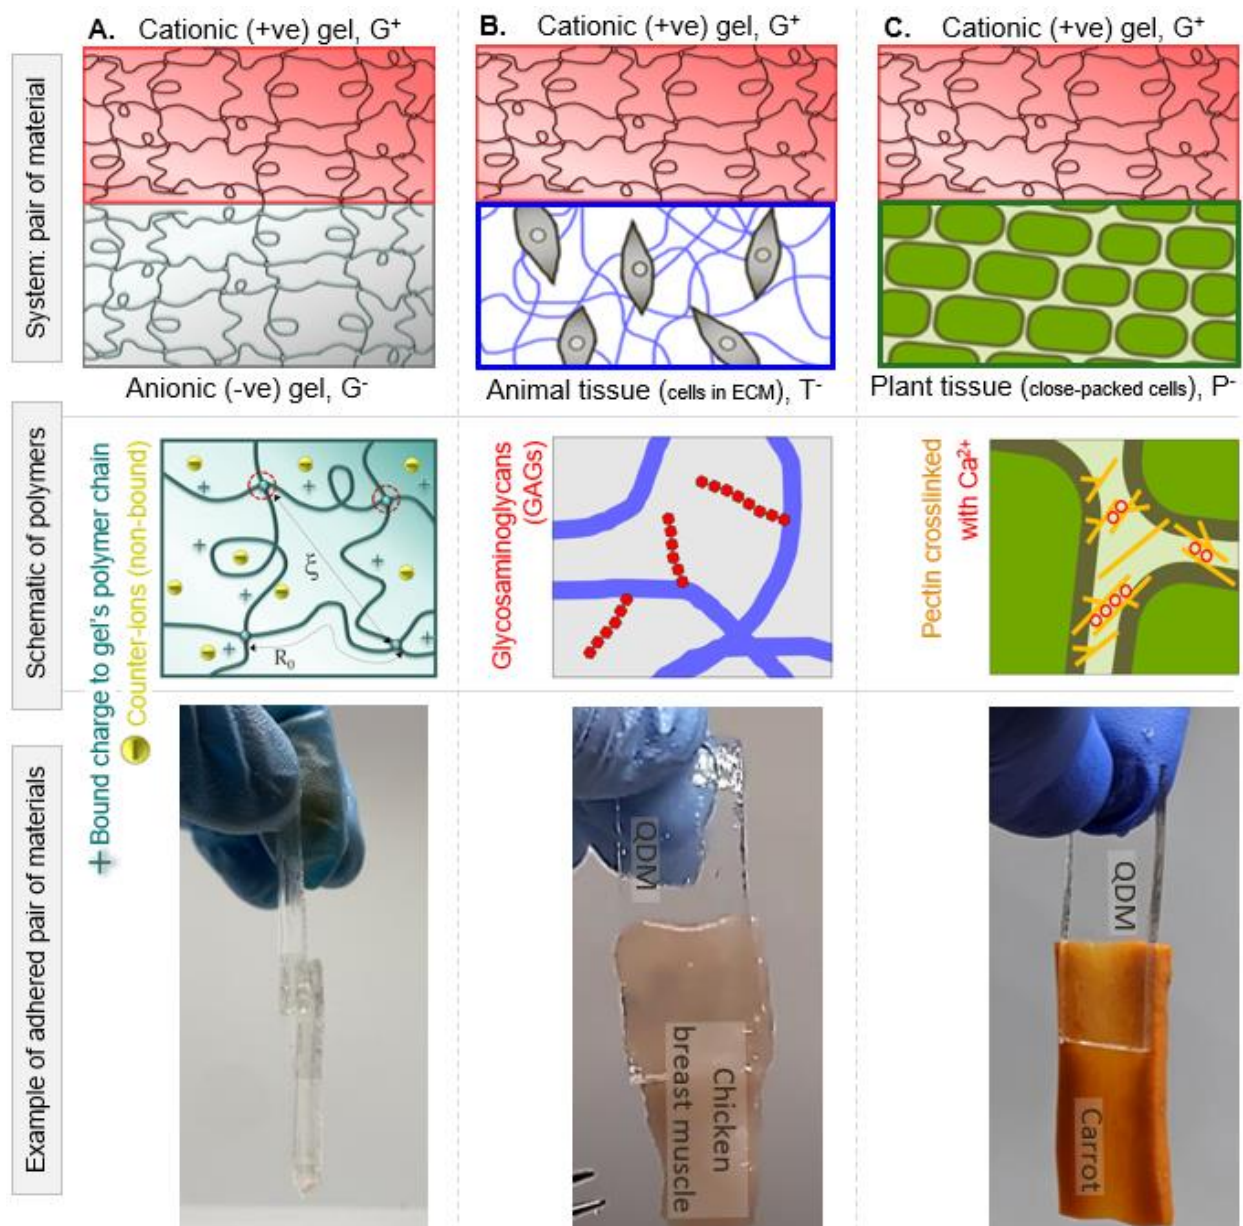 A. Cationic (+ve) gel, G⁺
B. Cationic (+ve) gel, G⁺
C. Cationic (+ve) gel, G⁺
System: pair of material
Anionic (-ve) gel, G⁻
Animal tissue (cells in ECM), T⁻
Plant tissue (close-packed cells), P⁻
Schematic of polymers
+ Bound charge to gel's polymer chain
Counter-ions (non-bound)
ξ
R₀
Glycosaminoglycans
(GAGs)
Pectin crosslinked
with Ca²⁺
Example of adhered pair of materials
QDM
Chicken
breast muscle
QDM
Carrot